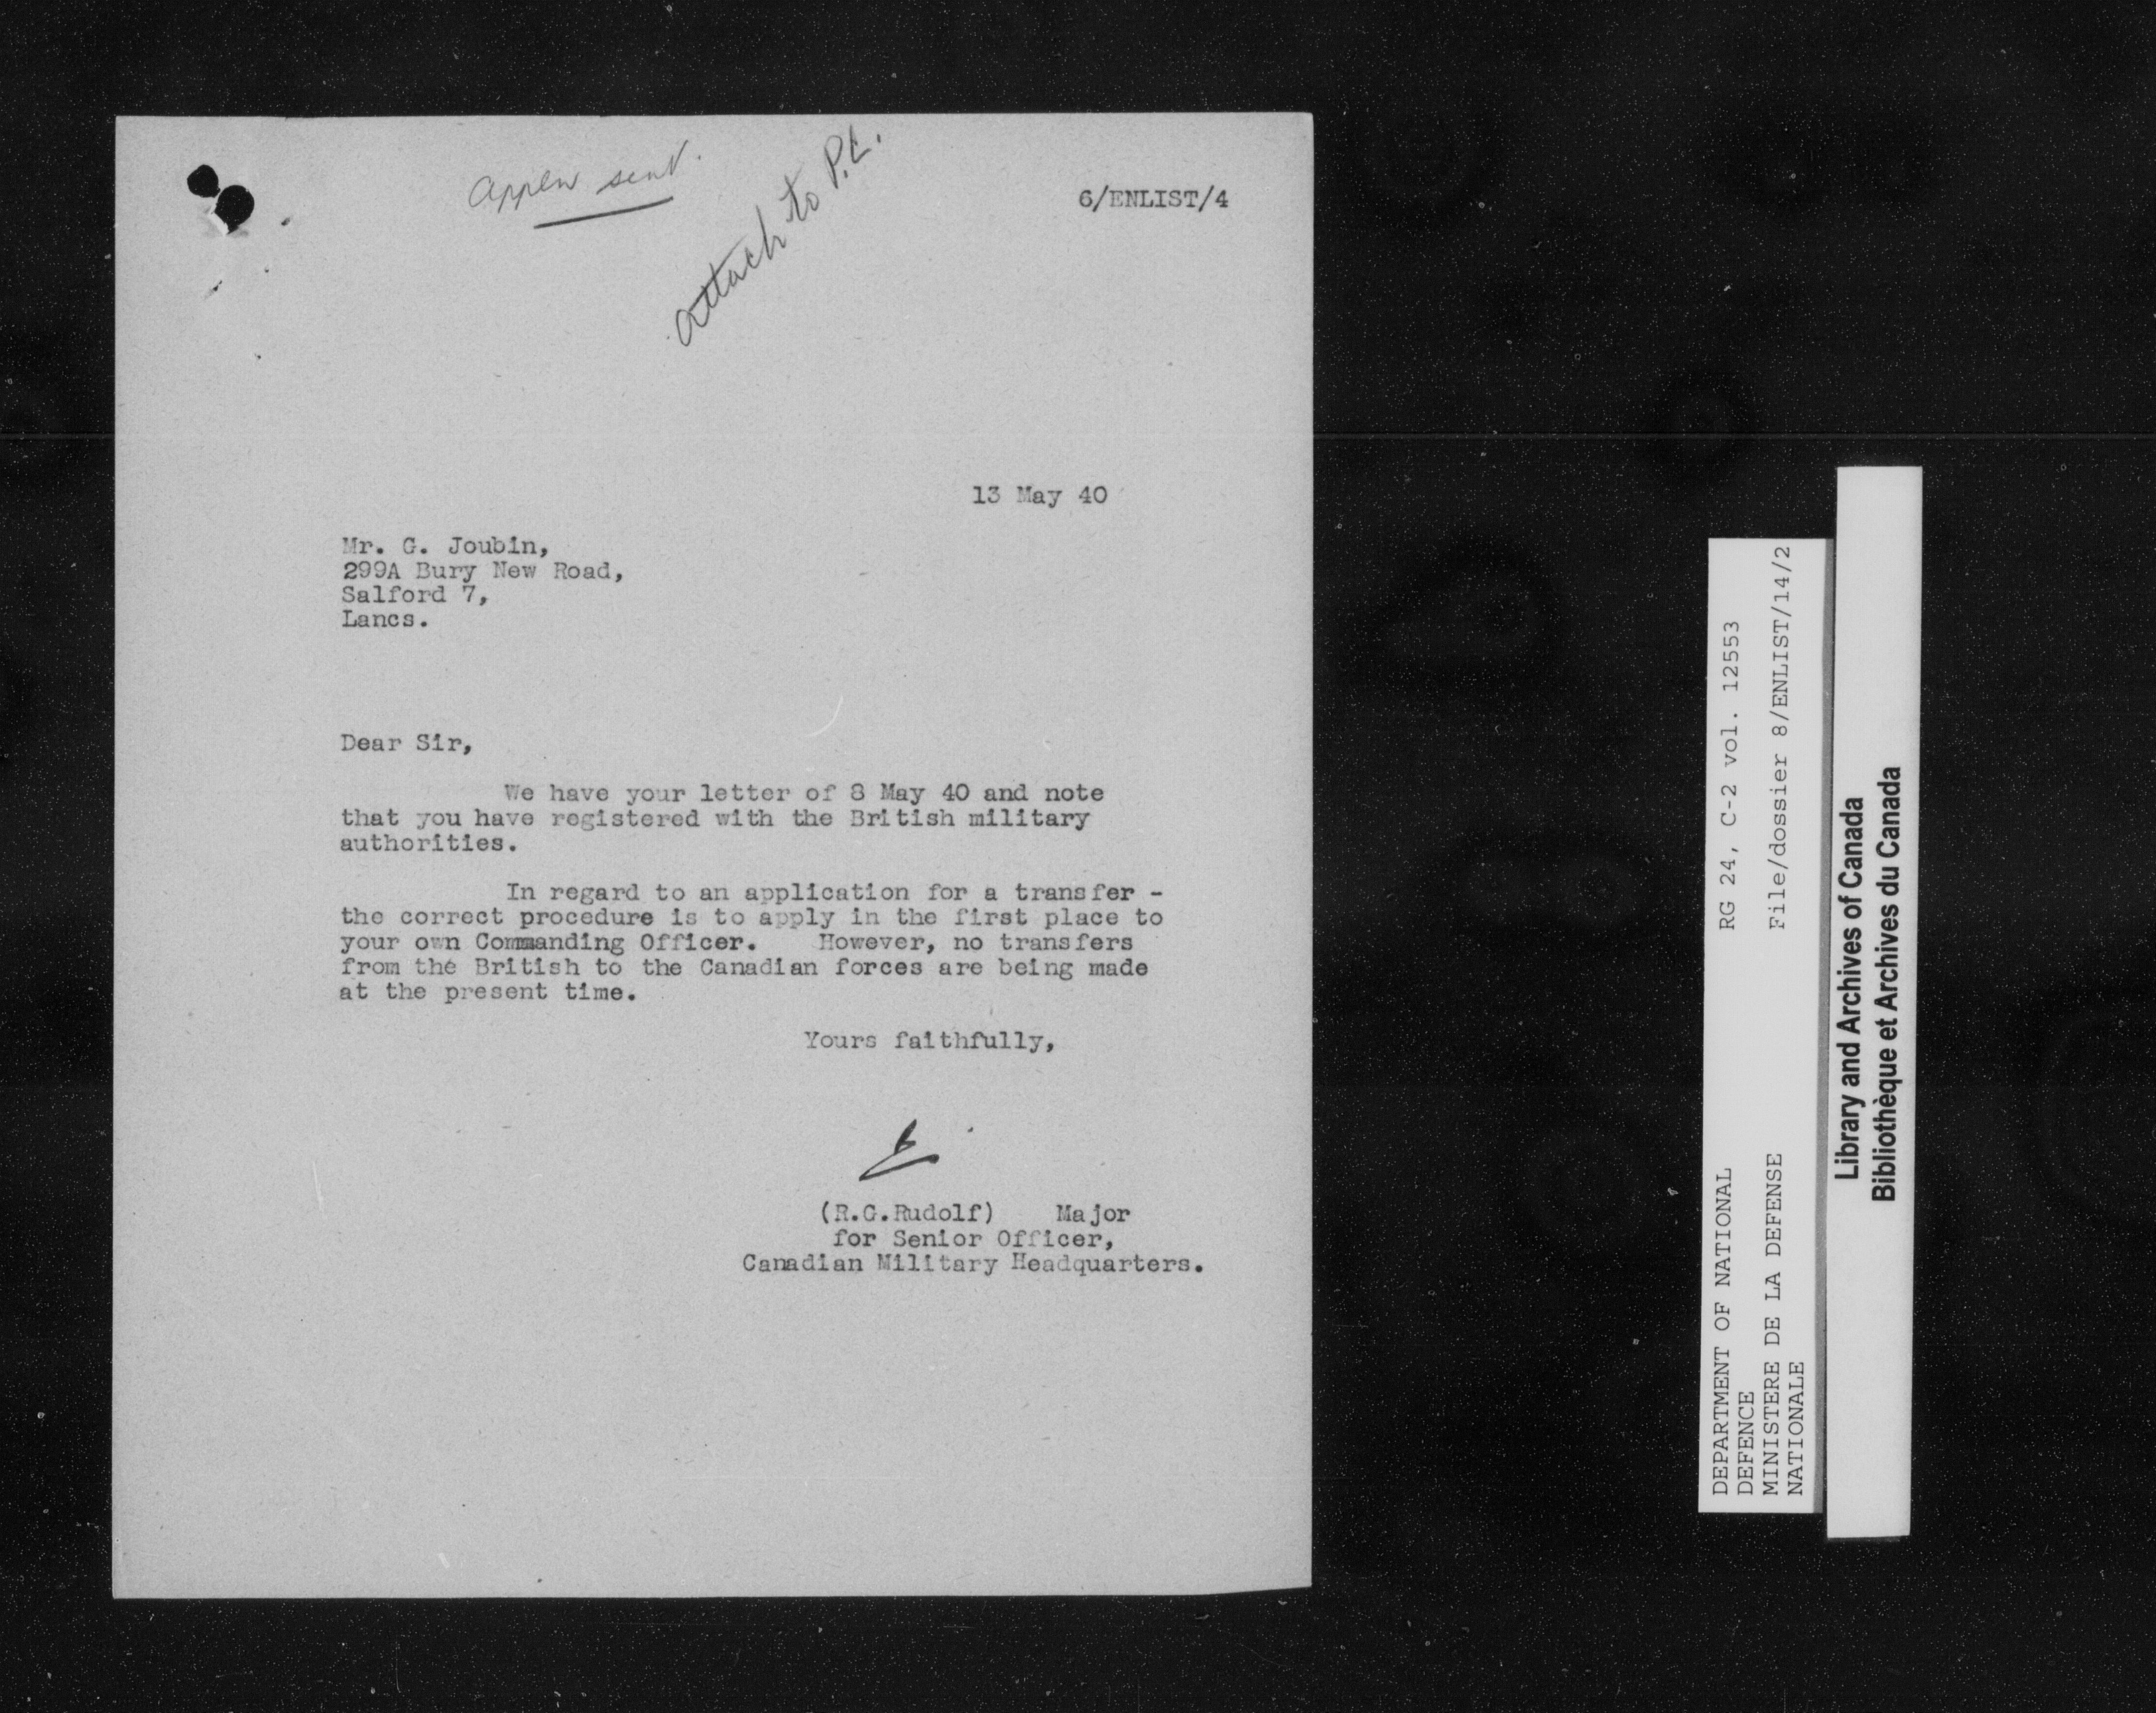 appln sent.
attach to P.C.
6/ENLIST/4
13 May 40
Mr. G. Joubin,
299A Bury New Road,
Salford 7,
Lancs.
Dear Sir,
We have your letter of 8 May 40 and note
that you have registered with the British military
authorities.
In regard to an application for a transfer -
the correct procedure is to apply in the first place to
your own Commanding Officer. However, no transfers
from the British to the Canadian forces are being made
at the present time.
Yours faithfully,
(R.G.Rudolf) Major
for Senior Officer,
Canadian Military Headquarters.
DEPARTMENT OF NATIONAL
DEFENCE
MINISTERE DE LA DEFENSE
NATIONALE
RG 24, C-2 vol. 12553
File/dossier 8/ENLIST/14/2
Library and Archives of Canada
Bibliothèque et Archives du Canada